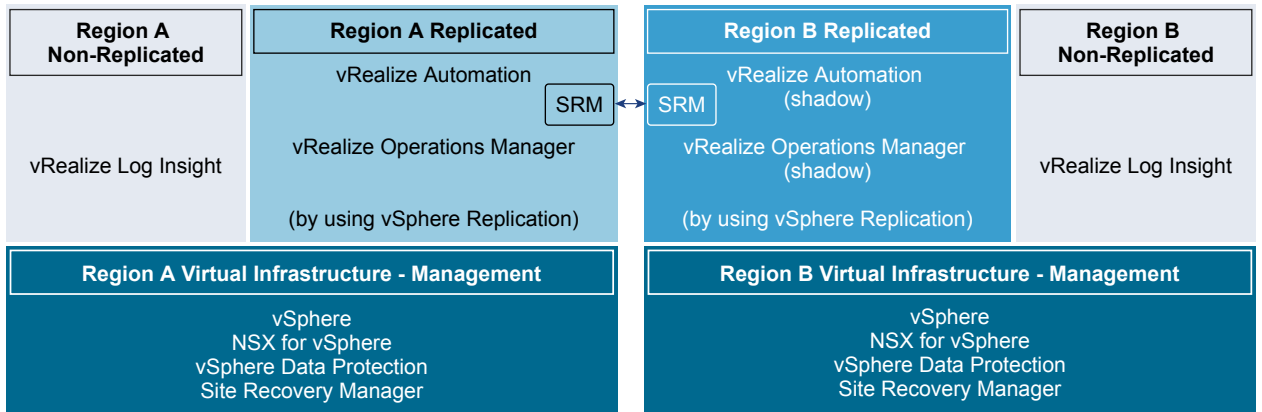 Region A
Non-Replicated
vRealize Log Insight
Region A Replicated
vRealize Automation
SRM
vRealize Operations Manager
(by using vSphere Replication)
Region B Replicated
vRealize Automation
(shadow)
SRM
vRealize Operations Manager
(shadow)
(by using vSphere Replication)
Region B
Non-Replicated
vRealize Log Insight
Region A Virtual Infrastructure - Management
vSphere
NSX for vSphere
vSphere Data Protection
Site Recovery Manager
Region B Virtual Infrastructure - Management
vSphere
NSX for vSphere
vSphere Data Protection
Site Recovery Manager